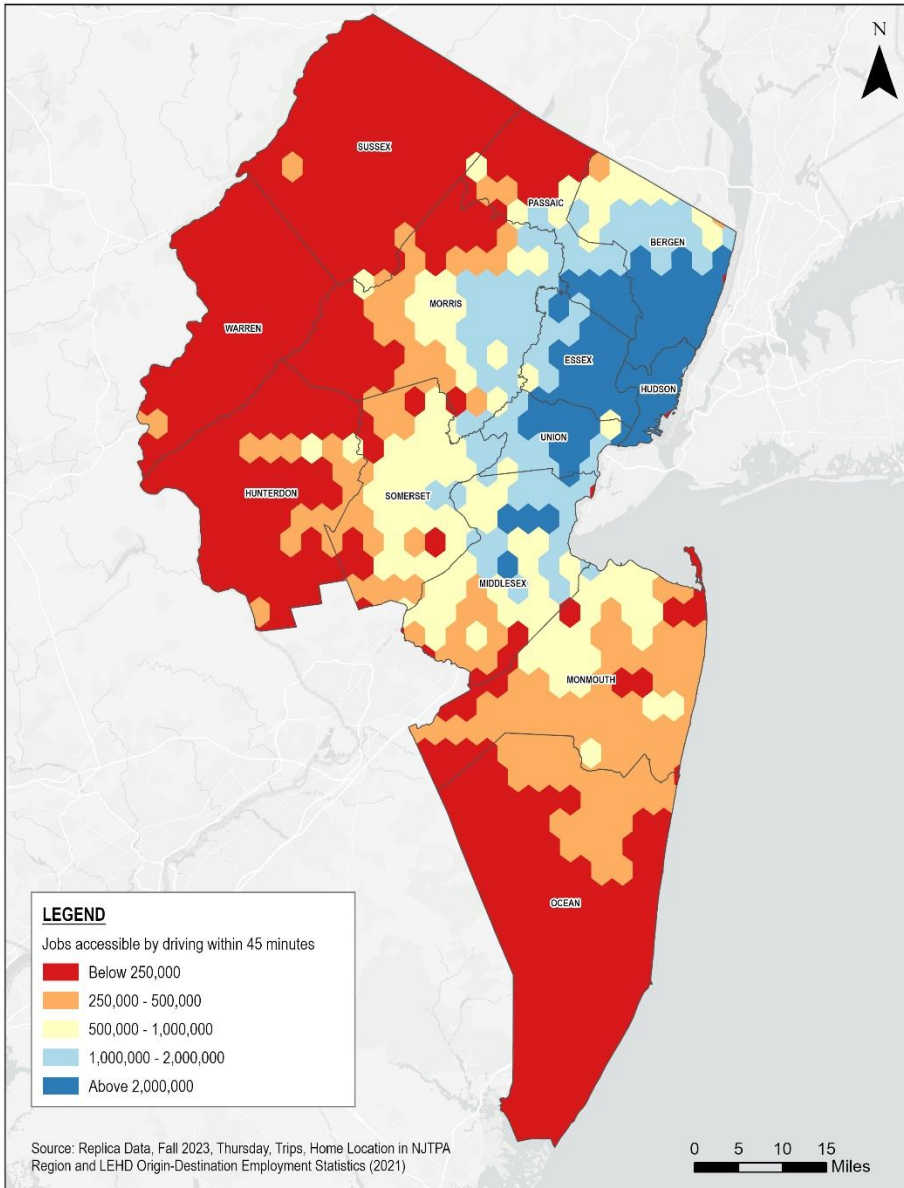 N
SUSSEX
PASSAIC
BERGEN
MORRIS
WARREN
ESSEX
HUDSON
UNION
HUNTERDON
SOMERSET
MIDDLESEX
MONMOUTH
OCEAN
LEGEND
Jobs accessible by driving within 45 minutes
Below 250,000
250,000 - 500,000
500,000 - 1,000,000
1,000,000 - 2,000,000
Above 2,000,000
Source: Replica Data, Fall 2023, Thursday, Trips, Home Location in NJTPA
Region and LEHD Origin-Destination Employment Statistics (2021)
0 5 10 15
Miles